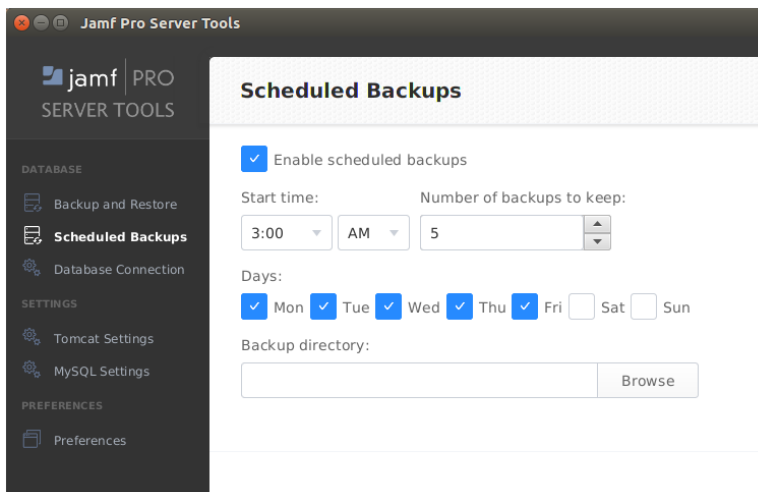 Jamf Pro Server Tools
jamf PRO
SERVER TOOLS
DATABASE
Backup and Restore
Scheduled Backups
Database Connection
SETTINGS
Tomcat Settings
MySQL Settings
PREFERENCES
Preferences
Scheduled Backups
Enable scheduled backups
Start time: Number of backups to keep:
3:00 AM 5
Days:
Mon Tue Wed Thu Fri Sat Sun
Backup directory:
Browse